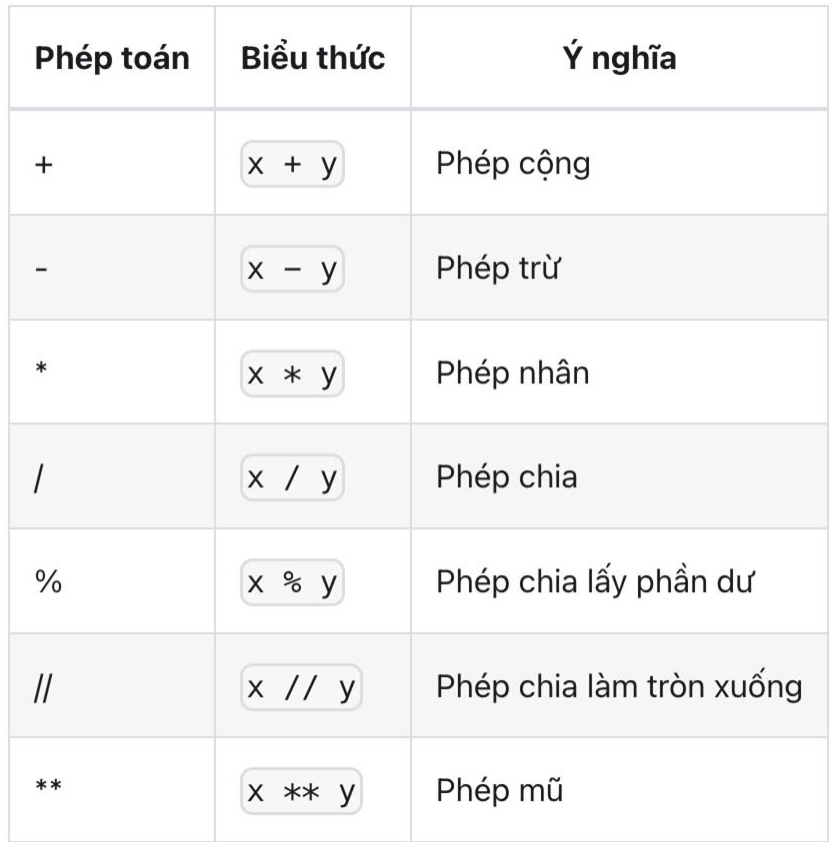 Phép toán Biểu thức Ý nghĩa
+ x + y Phép cộng
- x - y Phép trừ
* x * y Phép nhân
/ x / y Phép chia
% x % y Phép chia lấy phần dư
// x // y Phép chia làm tròn xuống
** x ** y Phép mũ